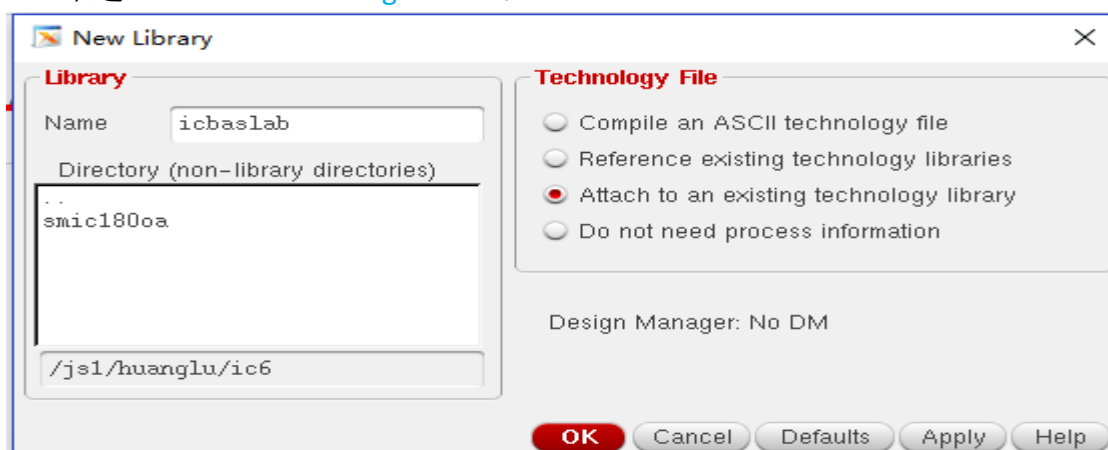 New Library
Library
Name icbaslab
Directory (non-library directories)
..
smic180oa
/js1/huanglu/ic6
Technology File
Compile an ASCII technology file
Reference existing technology libraries
Attach to an existing technology library
Do not need process information
Design Manager: No DM
OK Cancel Defaults Apply Help